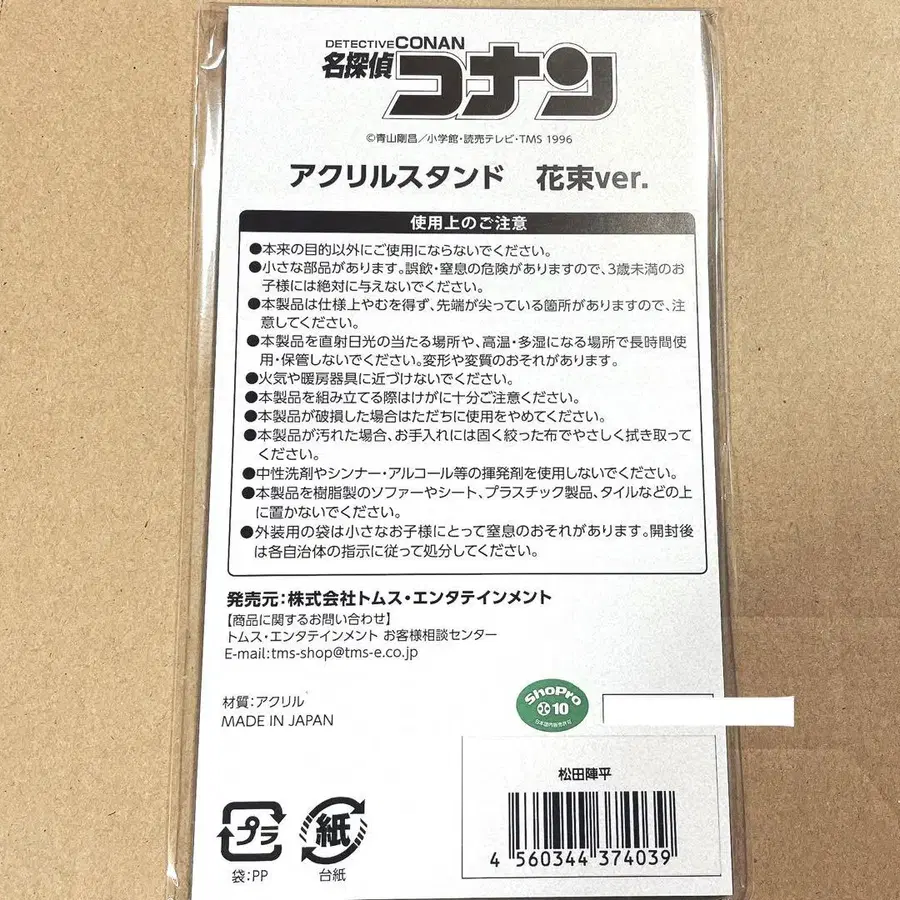 DETECTIVE CONAN
名探偵コナン
©青山剛昌／小学館・読売テレビ・TMS 1996
アクリルスタンド 花束ver.
使用上のご注意
●本来の目的以外にご使用にならないでください。
●小さな部品があります。誤飲・窒息の危険がありますので、3歳未満のお
子様には絶対に与えないでください。
●本製品は仕様上やむを得ず、先端が尖っている箇所がありますので、注
意してください。
●本製品を直射日光の当たる場所や、高温・多湿になる場所で長時間使
用・保管しないでください。変形や変質のおそれがあります。
●火気や暖房器具に近づけないでください。
●本製品を組み立てる際はけがに十分ご注意ください。
●本製品が破損した場合はただちに使用をやめてください。
●本製品が汚れた場合、お手入れには固く絞った布でやさしく拭き取って
ください。
●中性洗剤やシンナー・アルコール等の揮発剤を使用しないでください。
●本製品を樹脂製のソファーやシート、プラスチック製品、タイルなどの上
に置かないでください。
●外装用の袋は小さなお子様にとって窒息のおそれがあります。開封後
は各自治体の指示に従って処分してください。
発売元：株式会社トムス・エンタテインメント
【商品に関するお問い合わせ】
トムス・エンタテインメント お客様相談センター
E-mail:tms-shop@tms-e.co.jp
材質：アクリル
MADE IN JAPAN
ShoPro
10
日本国内販売許諾
松田陣平
4 560344 374039
プラ
袋：PP
紙
台紙